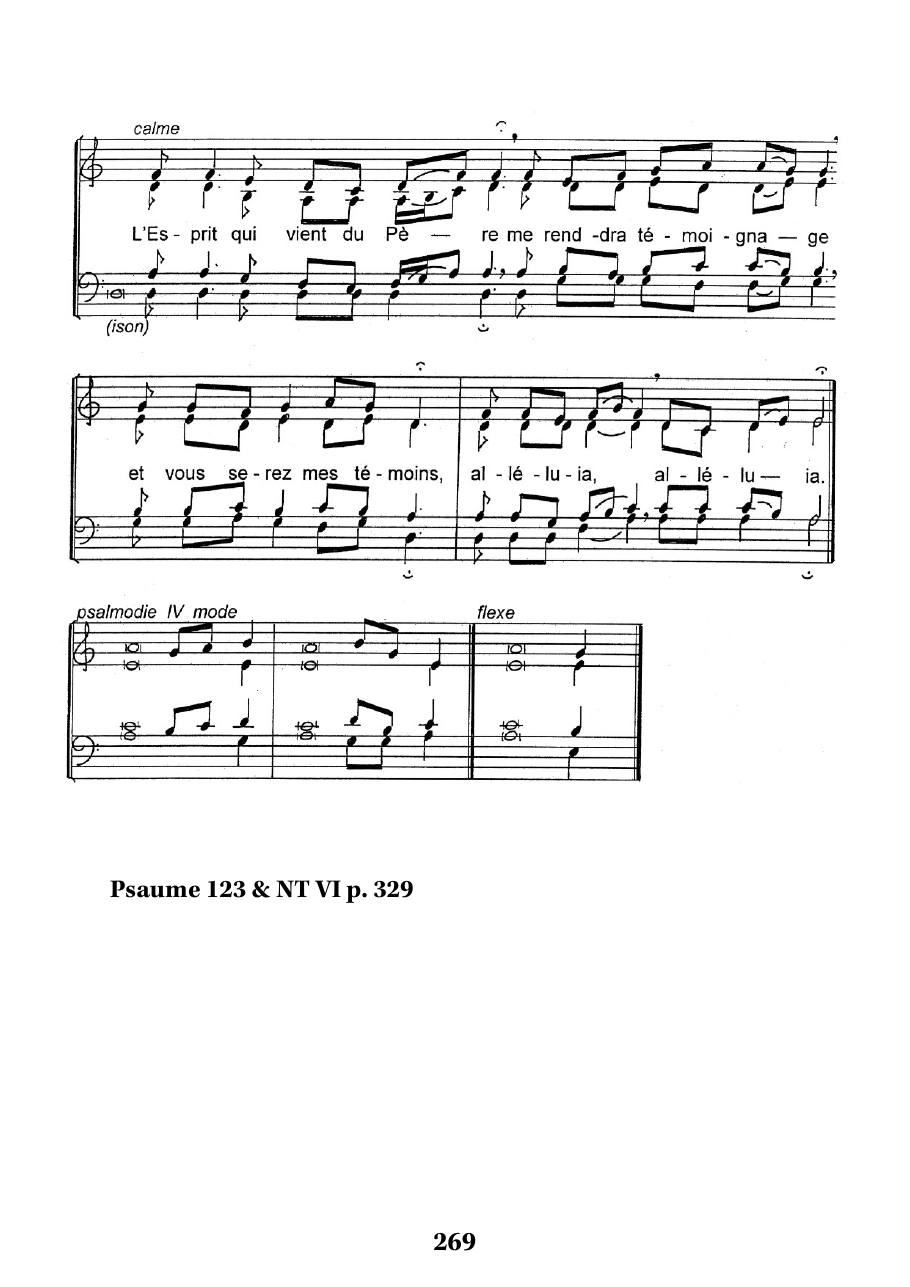 calme
L'Es - prit qui vient du Pè — re me rend -dra té - moi - gna — ge
(ison)
et vous se - rez mes té - moins, al - lé - lu - ia, al - lé - lu — ia.
psalmodie IV mode flexe
Psaume 123 & NT VI p. 329
269